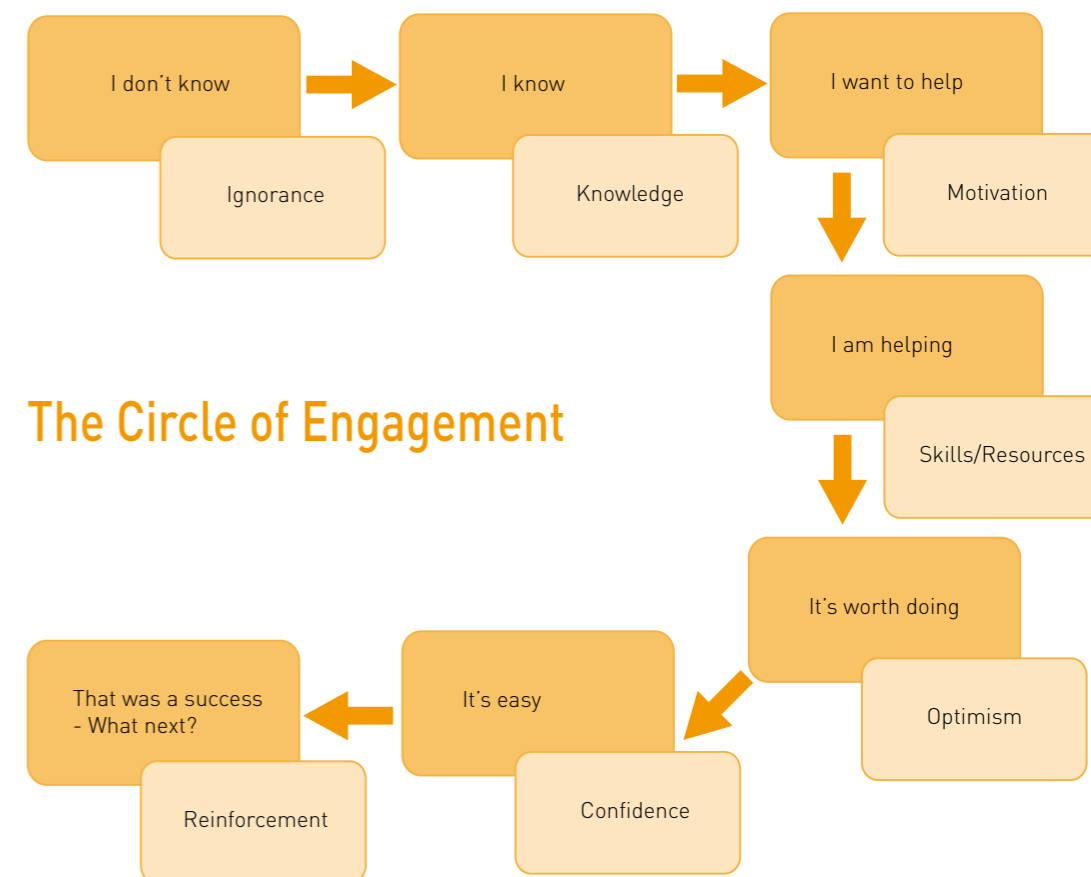 I don't know
Ignorance
I know
Knowledge
I want to help
Motivation
I am helping
Skills/Resources
The Circle of Engagement
It's worth doing
Optimism
It's easy
Confidence
That was a success
- What next?
Reinforcement